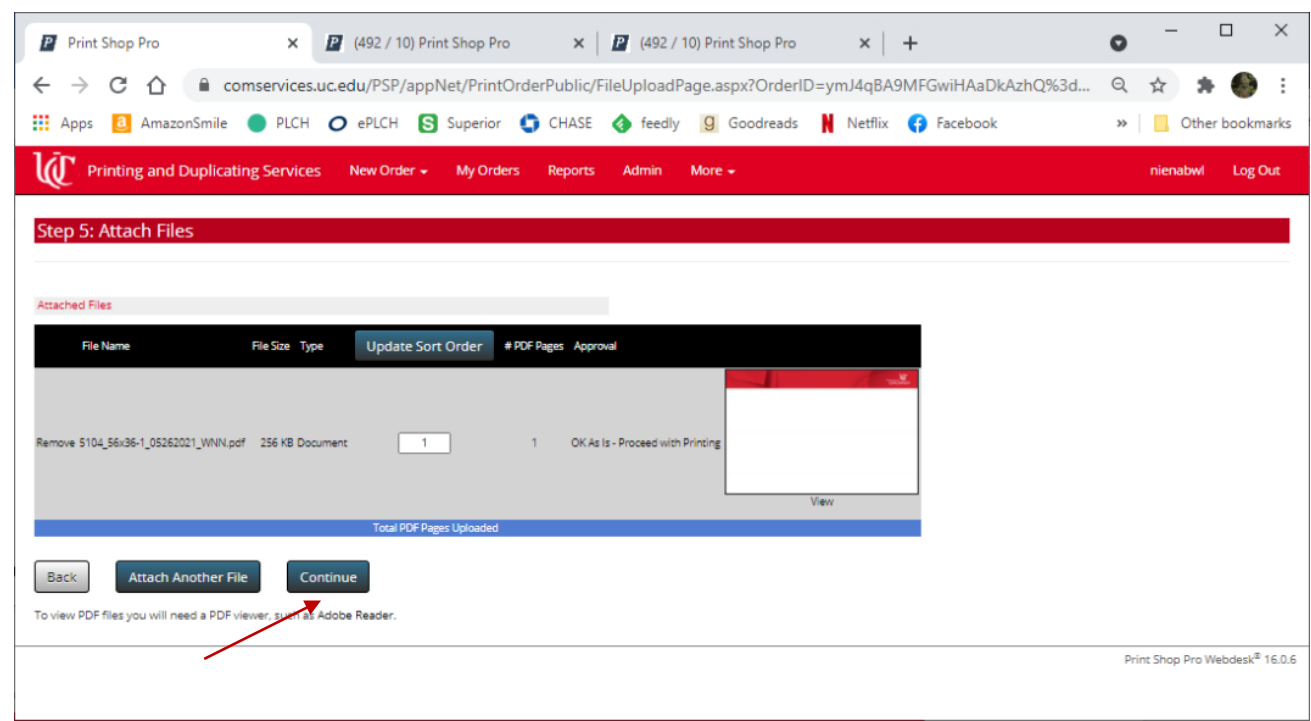 Print Shop Pro
(492 / 10) Print Shop Pro
(492 / 10) Print Shop Pro
comservices.uc.edu/PSP/appNet/PrintOrderPublic/FileUploadPage.aspx?OrderID=ymJ4qBA9MFGwiHAaDkAzhQ%3d...
Apps AmazonSmile PLCH ePLCH Superior CHASE feedly Goodreads Netflix Facebook » Other bookmarks
UC Printing and Duplicating Services New Order My Orders Reports Admin More nienabwl Log Out
Step 5: Attach Files
Attached Files
File Name File Size Type Update Sort Order # PDF Pages Approval
Remove 5104_56x36-1_05262021_WNN.pdf 256 KB Document 1 1 OK As Is - Proceed with Printing
View
Total PDF Pages Uploaded
Back Attach Another File Continue
To view PDF files you will need a PDF viewer, such as Adobe Reader.
Print Shop Pro Webdesk® 16.0.6